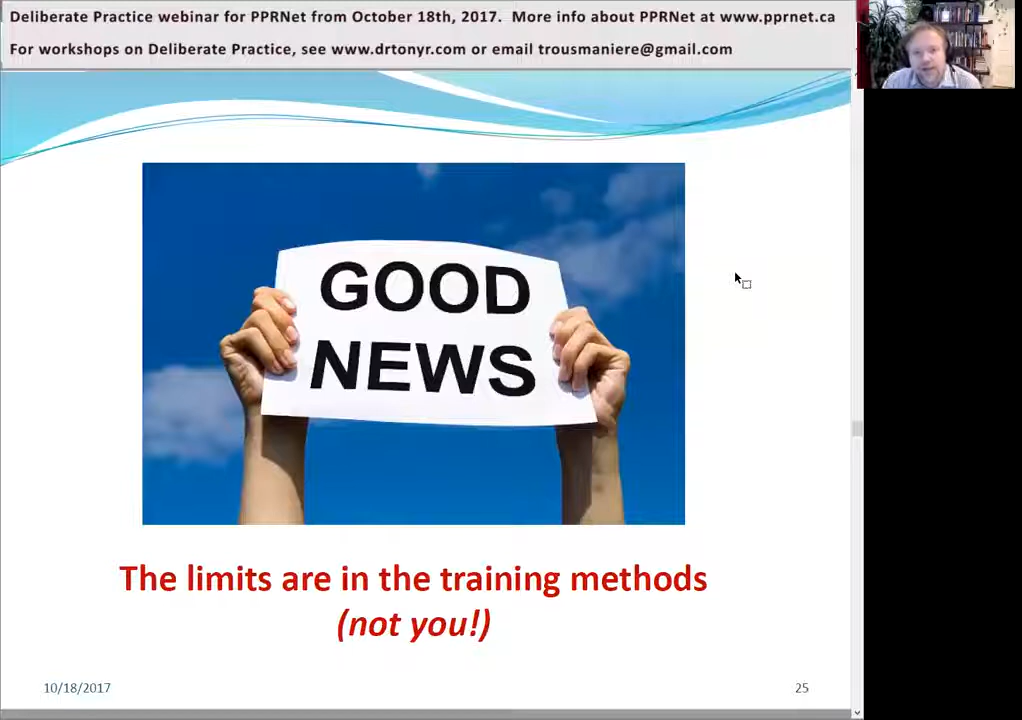 Deliberate Practice webinar for PPRNet from October 18th, 2017.  More info about PPRNet at www.pprnet.ca
For workshops on Deliberate Practice, see www.drtonyr.com or email trousmaniere@gmail.com
GOOD
NEWS
The limits are in the training methods
(not you!)
10/18/2017
25